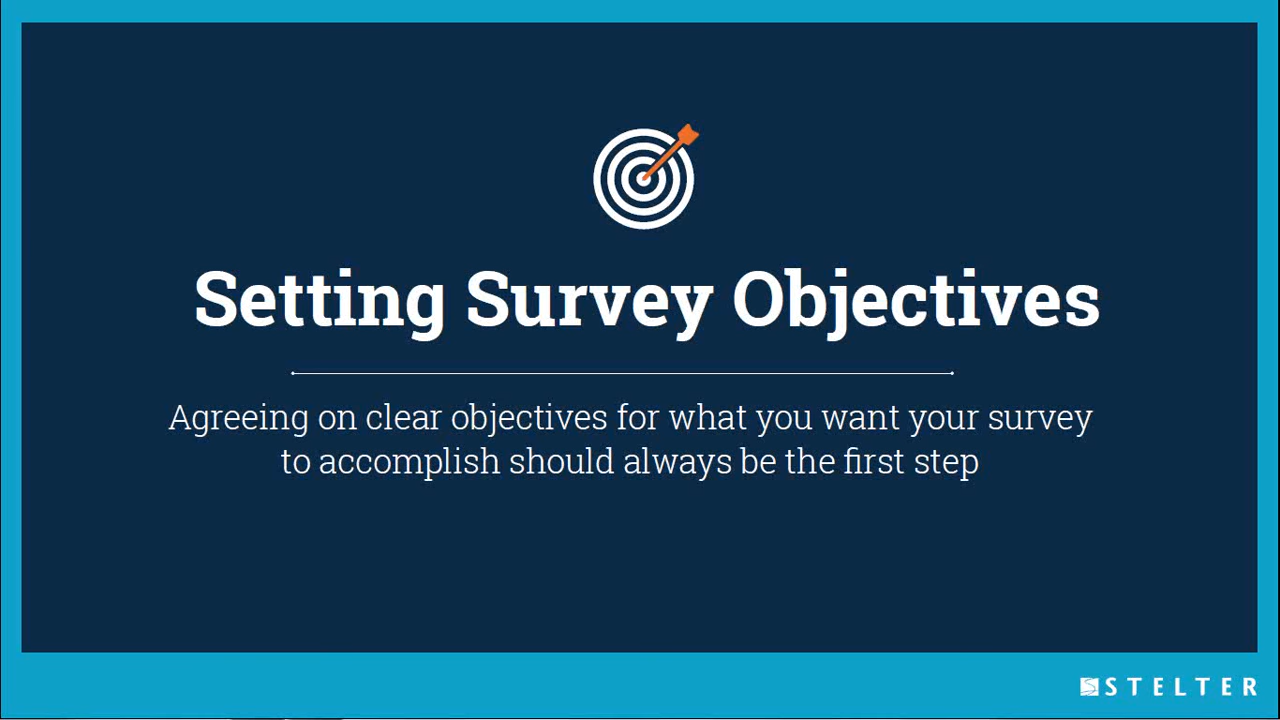 Setting Survey Objectives
Agreeing on clear objectives for what you want your survey
to accomplish should always be the first step
STELTER